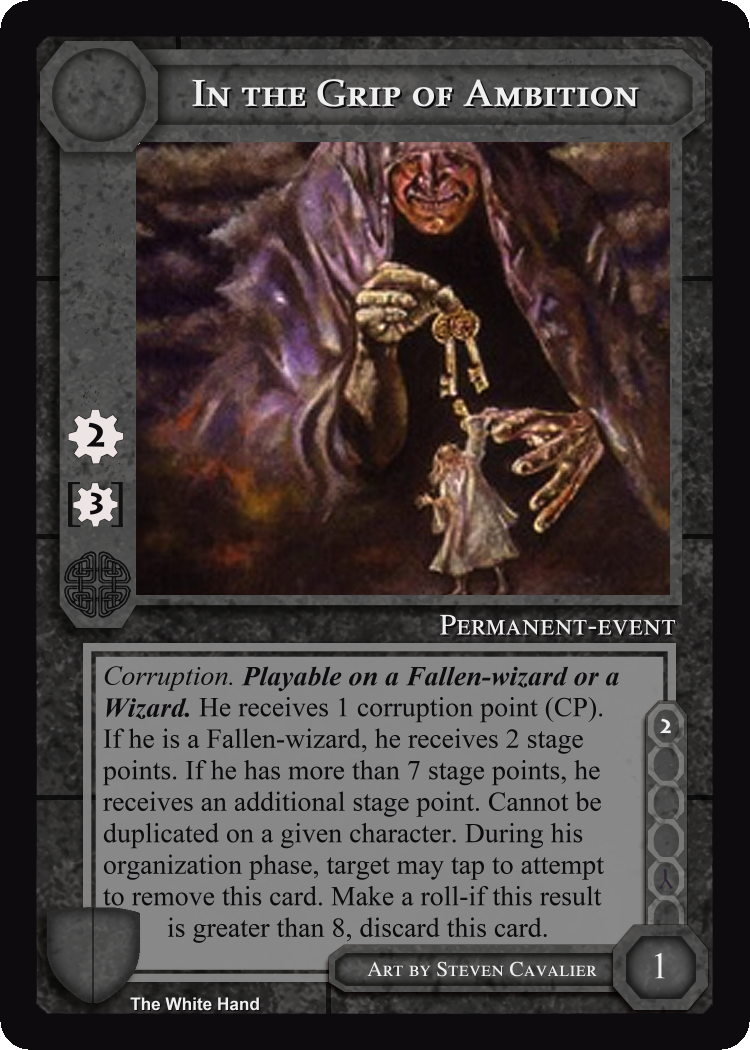 In the Grip of Ambition
2
[3]
Permanent-event
Corruption. Playable on a Fallen-wizard or a
Wizard. He receives 1 corruption point (CP).
If he is a Fallen-wizard, he receives 2 stage
points. If he has more than 7 stage points, he
receives an additional stage point. Cannot be
duplicated on a given character. During his
organization phase, target may tap to attempt
to remove this card. Make a roll-if this result
is greater than 8, discard this card.
2
Art by Steven Cavalier
1
The White Hand